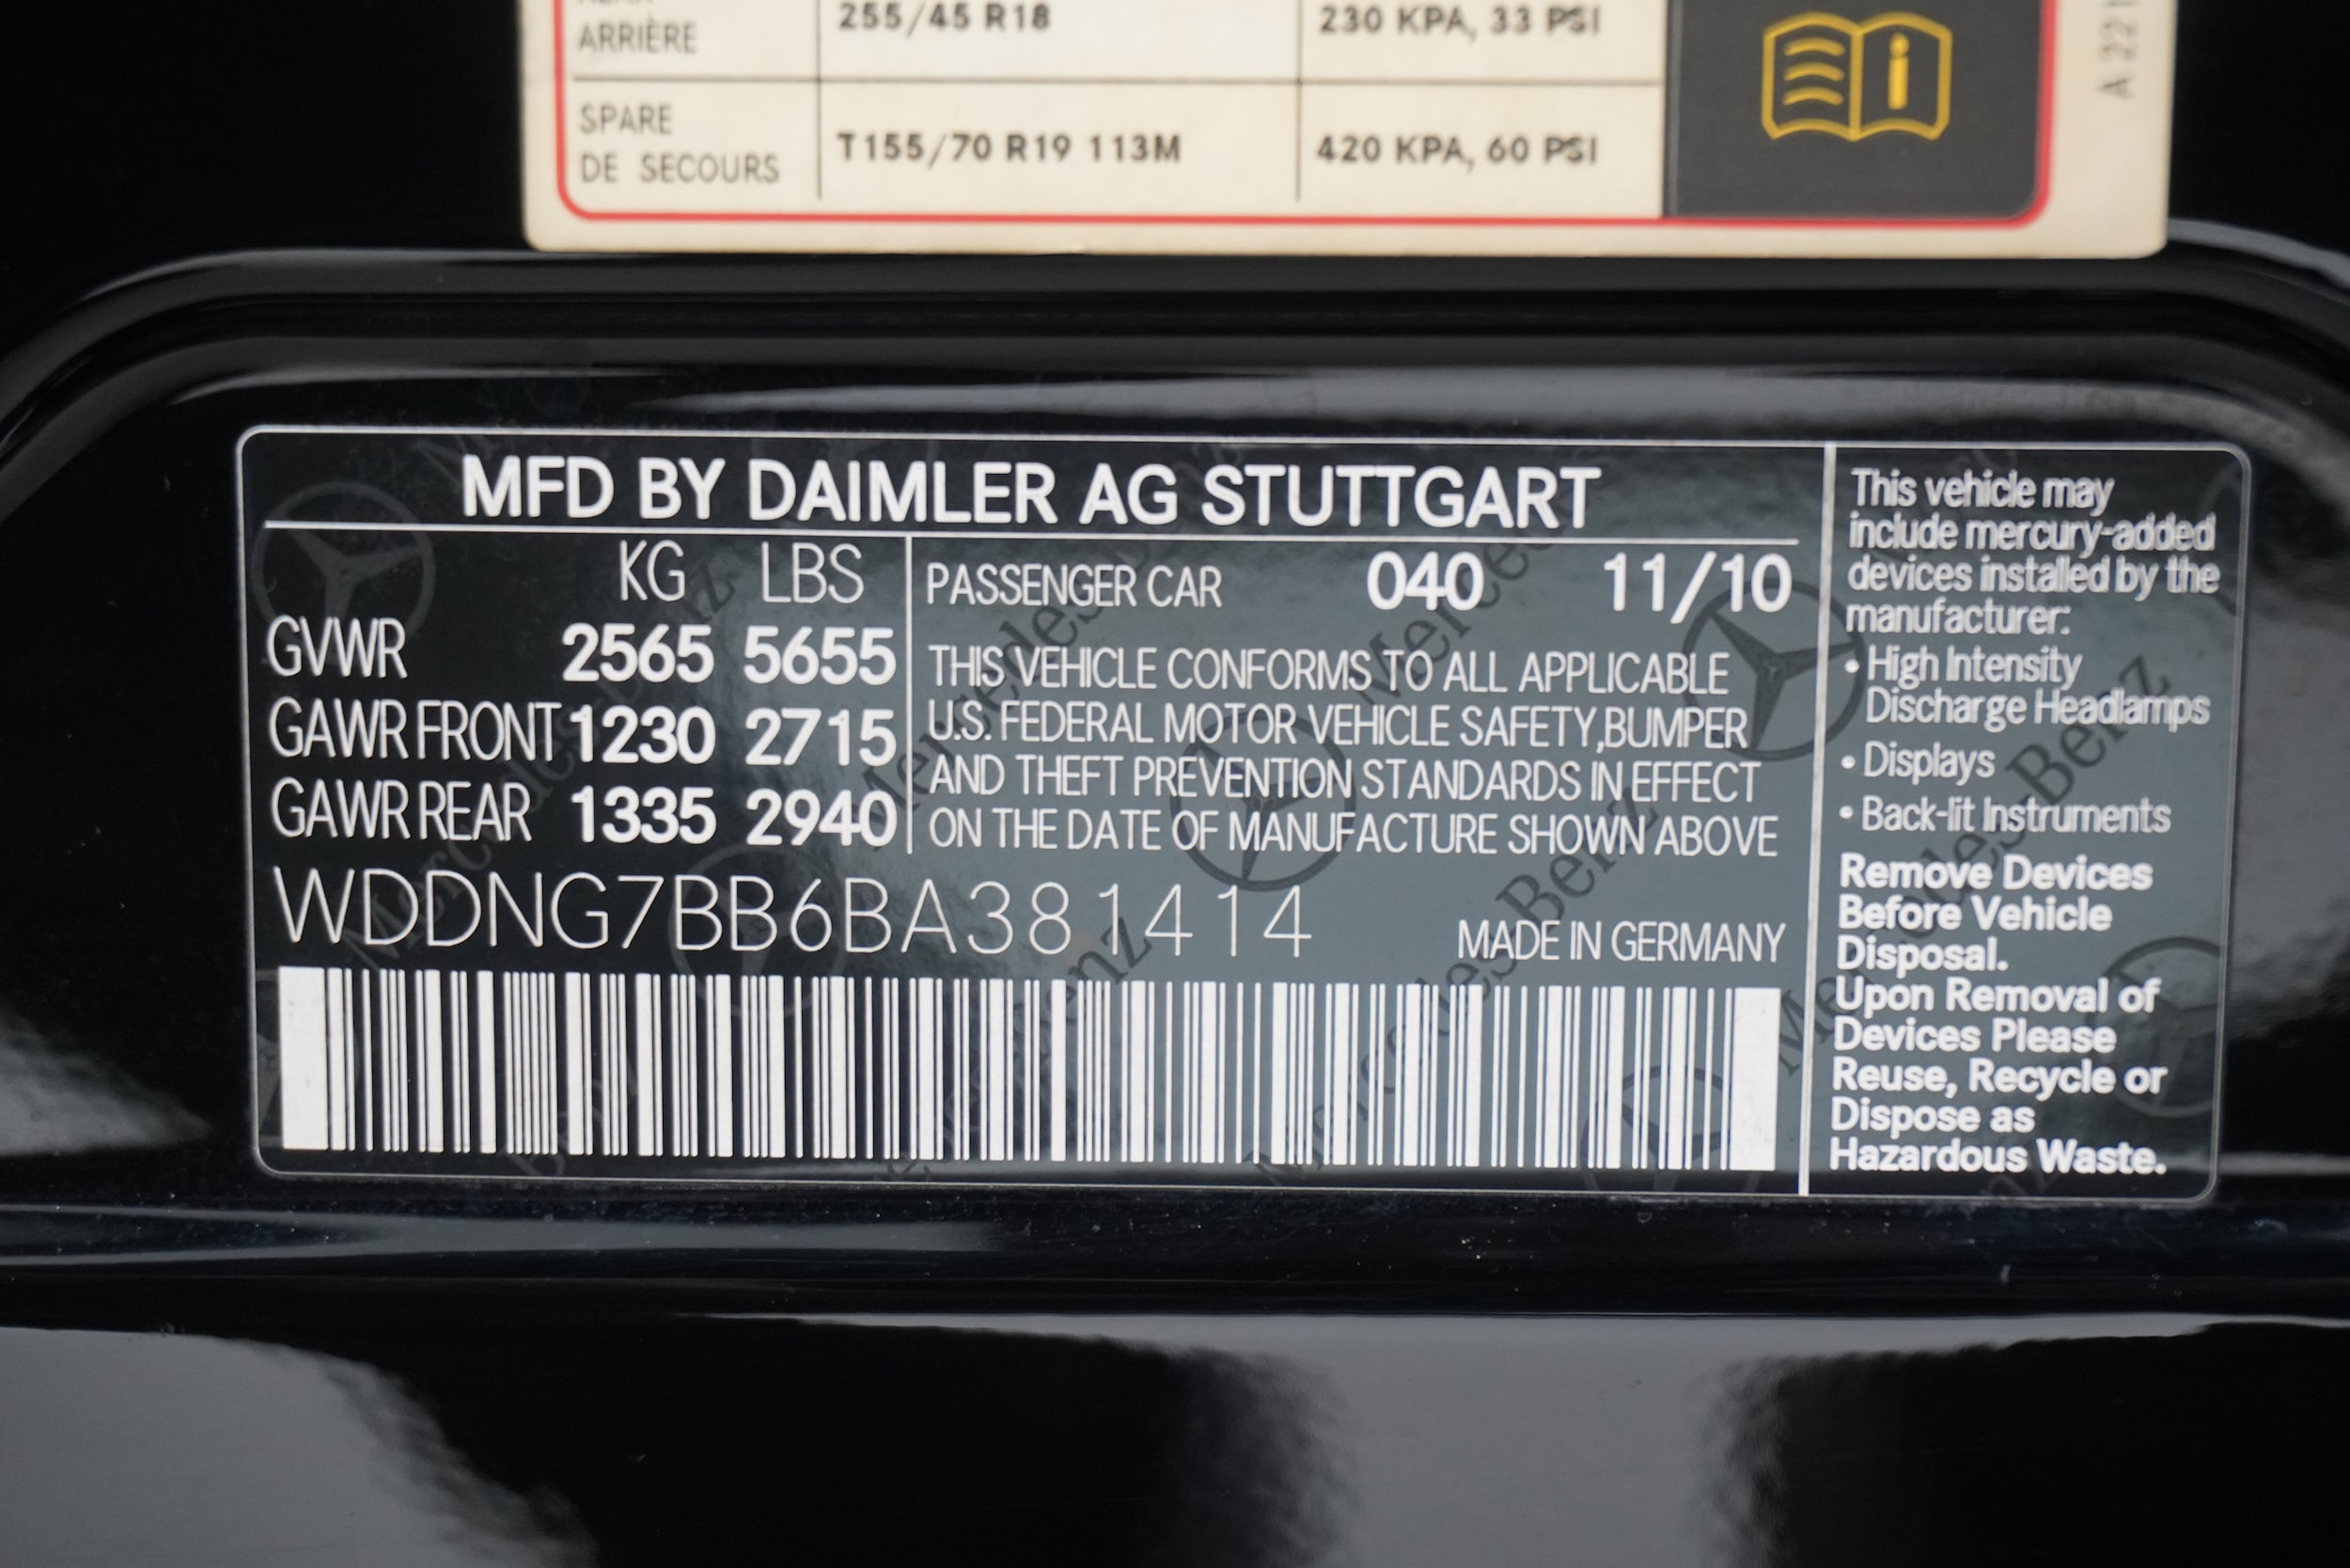 ARRIÈRE
255/45 R18
230 KPA, 33 PSI
SPARE
DE SECOURS
T155/70 R19 113M
420 KPA, 60 PSI
A 221
MFD BY DAIMLER AG STUTTGART
KG LBS
GVWR 2565 5655
GAWR FRONT 1230 2715
GAWR REAR 1335 2940
PASSENGER CAR 040 11/10
THIS VEHICLE CONFORMS TO ALL APPLICABLE
U.S. FEDERAL MOTOR VEHICLE SAFETY,BUMPER
AND THEFT PREVENTION STANDARDS IN EFFECT
ON THE DATE OF MANUFACTURE SHOWN ABOVE
WDDNG7BB6BA381414
MADE IN GERMANY
This vehicle may
include mercury-added
devices installed by the
manufacturer:
• High Intensity
Discharge Headlamps
• Displays
• Back-lit Instruments
Remove Devices
Before Vehicle
Disposal.
Upon Removal of
Devices Please
Reuse, Recycle or
Dispose as
Hazardous Waste.
Mercedes-Benz